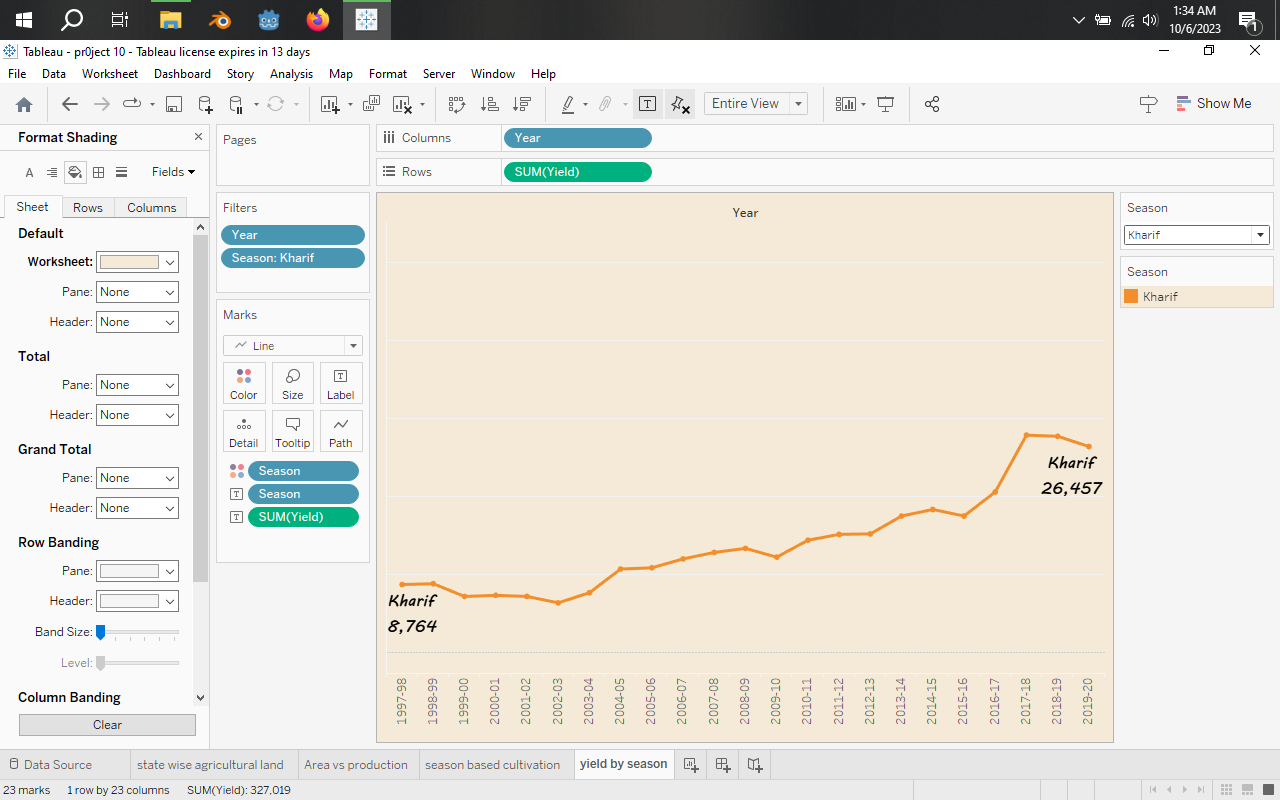 1:34 AM
10/6/2023
1
Tableau - pr0ject 10 - Tableau license expires in 13 days
File Data Worksheet Dashboard Story Analysis Map Format Server Window Help
Entire View
Show Me
Format Shading
Fields
Sheet Rows Columns
Default
Worksheet:
Pane: None
Header: None
Total
Pane: None
Header: None
Grand Total
Pane: None
Header: None
Row Banding
Pane:
Header:
Band Size:
Level:
Column Banding
Clear
Pages
Filters
Year
Season: Kharif
Marks
Line
Color Size Label
Detail Tooltip Path
Season
Season
SUM(Yield)
Columns Year
Rows SUM(Yield)
Year
Kharif
8,764
Kharif
26,457
1997-98
1998-99
1999-00
2000-01
2001-02
2002-03
2003-04
2004-05
2005-06
2006-07
2007-08
2008-09
2009-10
2010-11
2011-12
2012-13
2013-14
2014-15
2015-16
2016-17
2017-18
2018-19
2019-20
Season
Kharif
Season
Kharif
Data Source state wise agricultural land Area vs production season based cultivation yield by season
23 marks 1 row by 23 columns SUM(Yield): 327,019